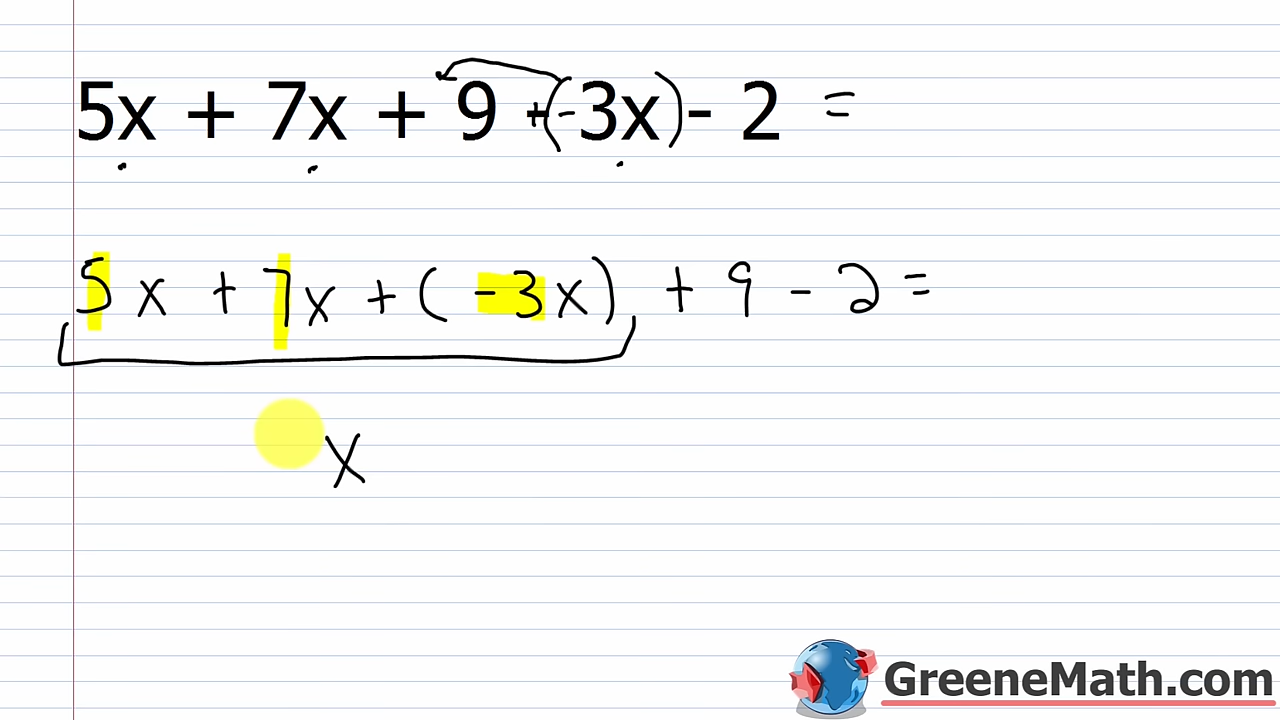 5x + 7x + 9 +(-3x) - 2 =
5x + 7x + (-3x) + 9 - 2 =
x
GreeneMath.com